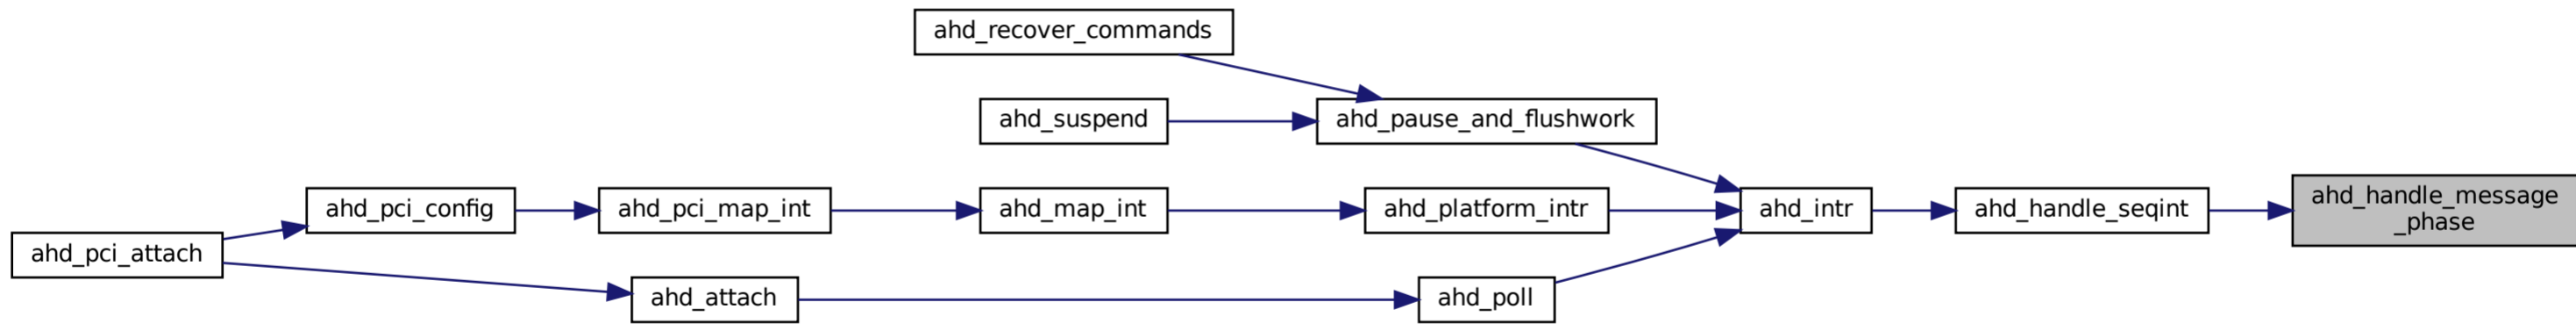 ahd_recover_commands
ahd_suspend
ahd_pause_and_flushwork
ahd_handle_message
_phase
ahd_pci_config
ahd_pci_map_int
ahd_map_int
ahd_platform_intr
ahd_intr
ahd_handle_seqint
ahd_pci_attach
ahd_attach
ahd_poll